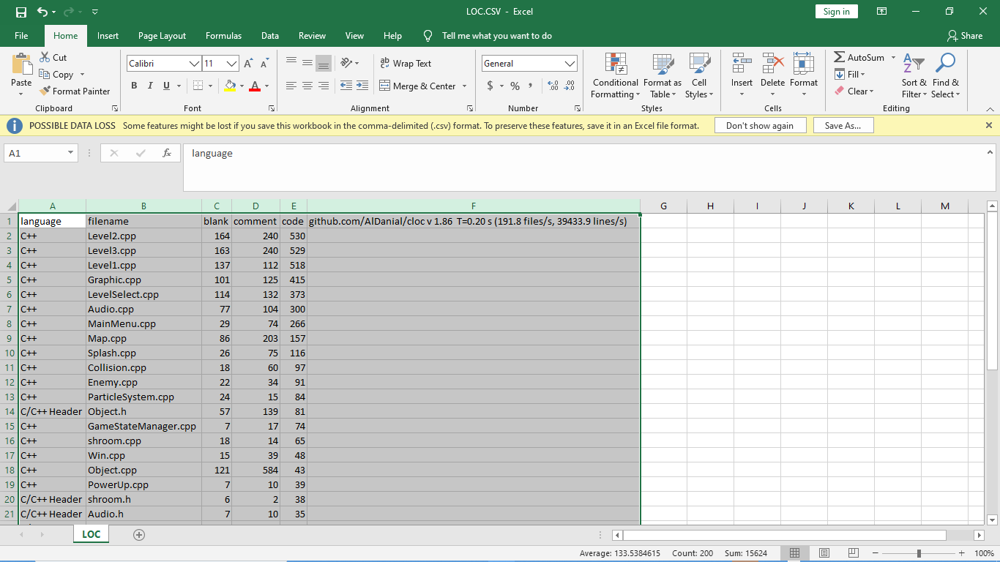 LOC.CSV - Excel
Sign in
File Home Insert Page Layout Formulas Data Review View Help Tell me what you want to do Share
Paste Cut Copy Format Painter Clipboard
Calibri 11 A A B I U A Font
ab Wrap Text Merge & Center Alignment
General $ % , .00 .0 Number
Conditional Formatting Format as Table Cell Styles Styles
Insert Delete Format Cells
AutoSum Fill Clear Sort & Filter Find & Select Editing
POSSIBLE DATA LOSS Some features might be lost if you save this workbook in the comma-delimited (.csv) format. To preserve these features, save it in an Excel file format. Don't show again Save As...
A1 fx language
A B C D E F G H I J K L M
1 language filename blank comment code github.com/AlDanial/cloc v 1.86 T=0.20 s (191.8 files/s, 39433.9 lines/s)
2 C++ Level2.cpp 164 240 530
3 C++ Level3.cpp 163 240 529
4 C++ Level1.cpp 137 112 518
5 C++ Graphic.cpp 101 125 415
6 C++ LevelSelect.cpp 114 132 373
7 C++ Audio.cpp 77 104 300
8 C++ MainMenu.cpp 29 74 266
9 C++ Map.cpp 86 203 157
10 C++ Splash.cpp 26 75 116
11 C++ Collision.cpp 18 60 97
12 C++ Enemy.cpp 22 34 91
13 C++ ParticleSystem.cpp 24 15 84
14 C/C++ Header Object.h 57 139 81
15 C++ GameStateManager.cpp 7 17 74
16 C++ shroom.cpp 18 14 65
17 C++ Win.cpp 15 39 48
18 C++ Object.cpp 121 584 43
19 C++ PowerUp.cpp 7 10 39
20 C/C++ Header shroom.h 6 2 38
21 C/C++ Header Audio.h 7 10 35
LOC
Average: 133.5384615 Count: 200 Sum: 15624 100%